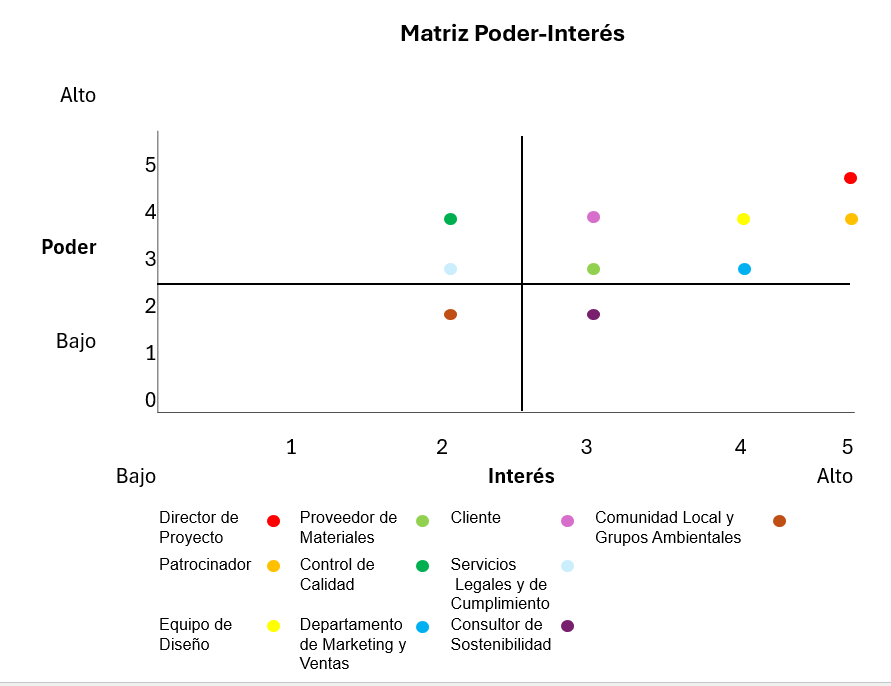 Matriz Poder-Interés
Alto
5
4
3
Poder
2
Bajo
1
0
1 2 3 4 5
Bajo Interés Alto
Director de Proyecto
Proveedor de Materiales
Cliente
Comunidad Local y Grupos Ambientales
Patrocinador
Control de Calidad
Servicios Legales y de Cumplimiento
Equipo de Diseño
Departamento de Marketing y Ventas
Consultor de Sostenibilidad